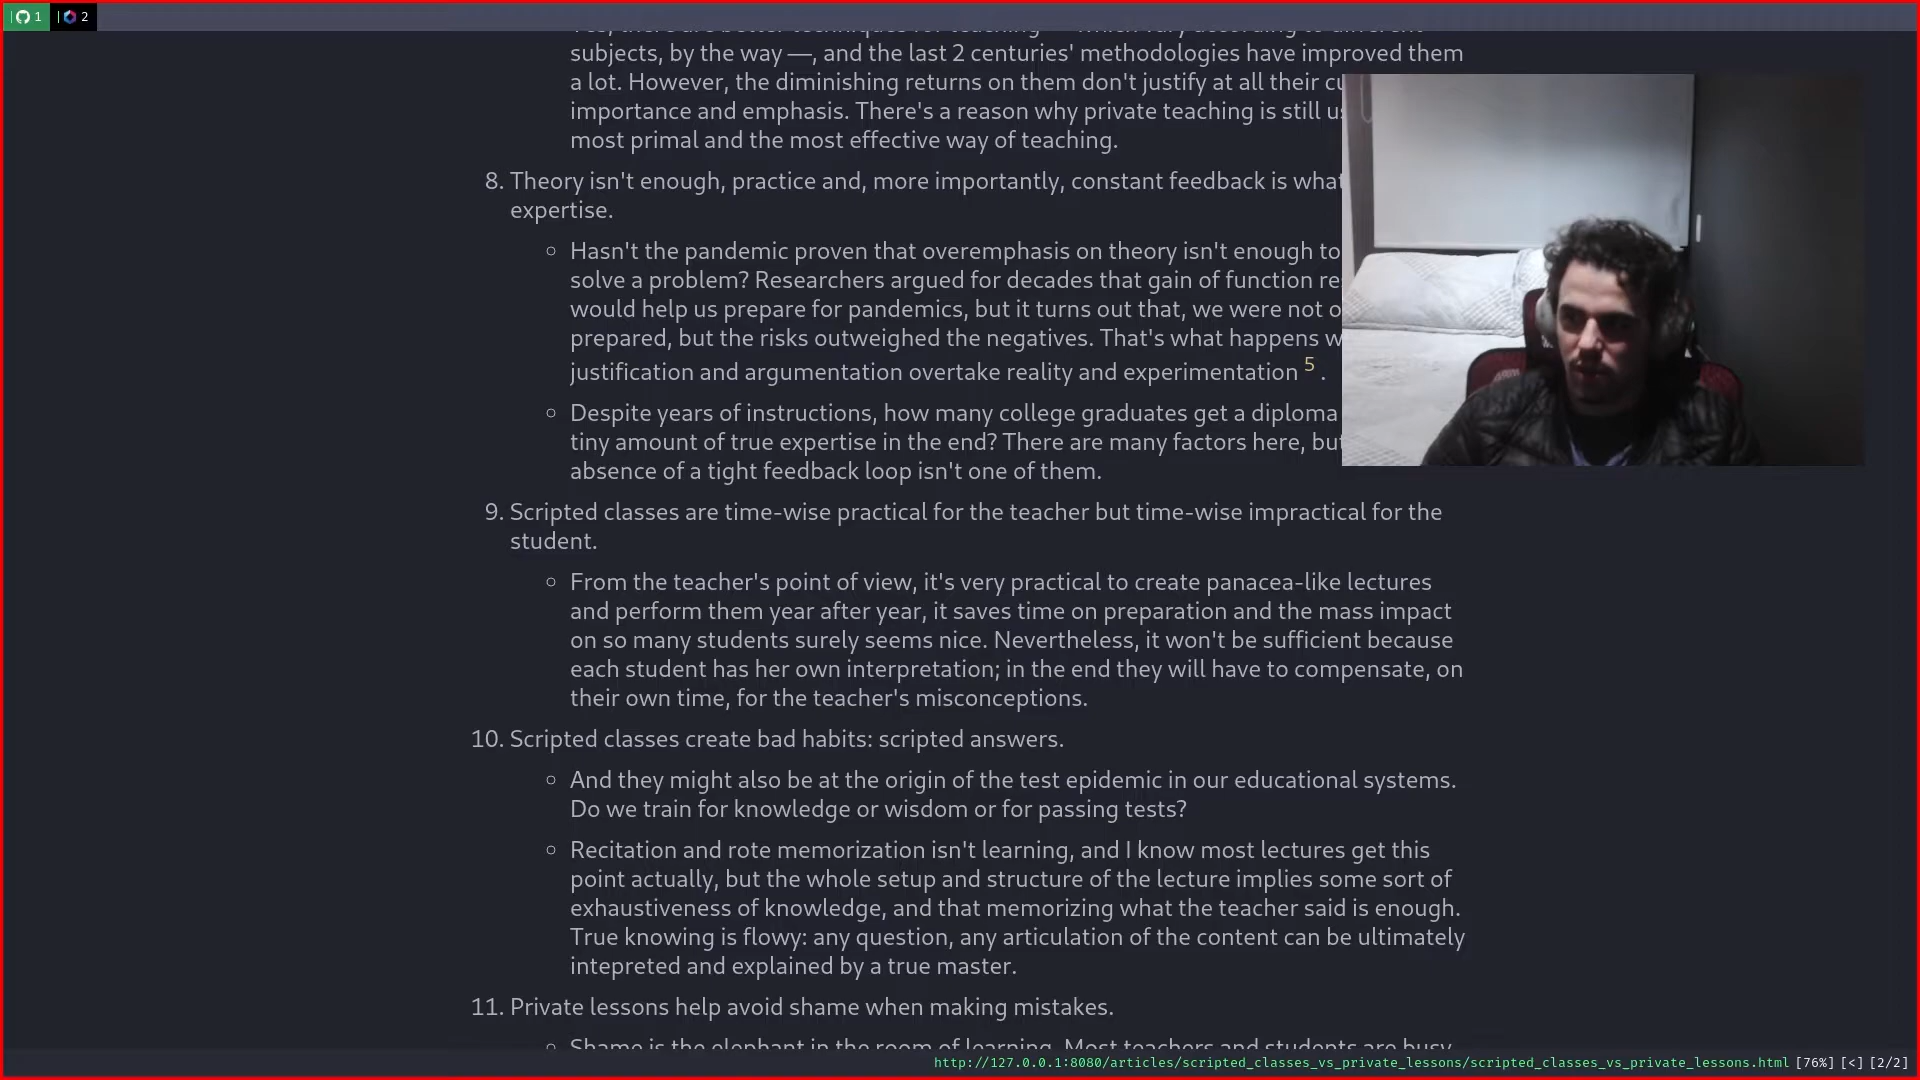 1 2
subjects, by the way —, and the last 2 centuries' methodologies have improved them
a lot. However, the diminishing returns on them don't justify at all their
importance and emphasis. There's a reason why private teaching is still
most primal and the most effective way of teaching.
8. Theory isn't enough, practice and, more importantly, constant feedback is what
expertise.
Hasn't the pandemic proven that overemphasis on theory isn't enough to
solve a problem? Researchers argued for decades that gain of function
would help us prepare for pandemics, but it turns out that, we were not
prepared, but the risks outweighed the negatives. That's what happens
justification and argumentation overtake reality and experimentation 5 .
Despite years of instructions, how many college graduates get a diploma
tiny amount of true expertise in the end? There are many factors here,
absence of a tight feedback loop isn't one of them.
9. Scripted classes are time-wise practical for the teacher but time-wise impractical for the
student.
From the teacher's point of view, it's very practical to create panacea-like lectures
and perform them year after year, it saves time on preparation and the mass impact
on so many students surely seems nice. Nevertheless, it won't be sufficient because
each student has her own interpretation; in the end they will have to compensate, on
their own time, for the teacher's misconceptions.
10. Scripted classes create bad habits: scripted answers.
And they might also be at the origin of the test epidemic in our educational systems.
Do we train for knowledge or wisdom or for passing tests?
Recitation and rote memorization isn't learning, and I know most lectures get this
point actually, but the whole setup and structure of the lecture implies some sort of
exhaustiveness of knowledge, and that memorizing what the teacher said is enough.
True knowing is flowy: any question, any articulation of the content can be ultimately
intepreted and explained by a true master.
11. Private lessons help avoid shame when making mistakes.
Shame is the elephant in the room of learning. Most teachers and students are busy
http://127.0.0.1:8080/articles/scripted_classes_vs_private_lessons/scripted_classes_vs_private_lessons.html [76%] [<] [2/2]